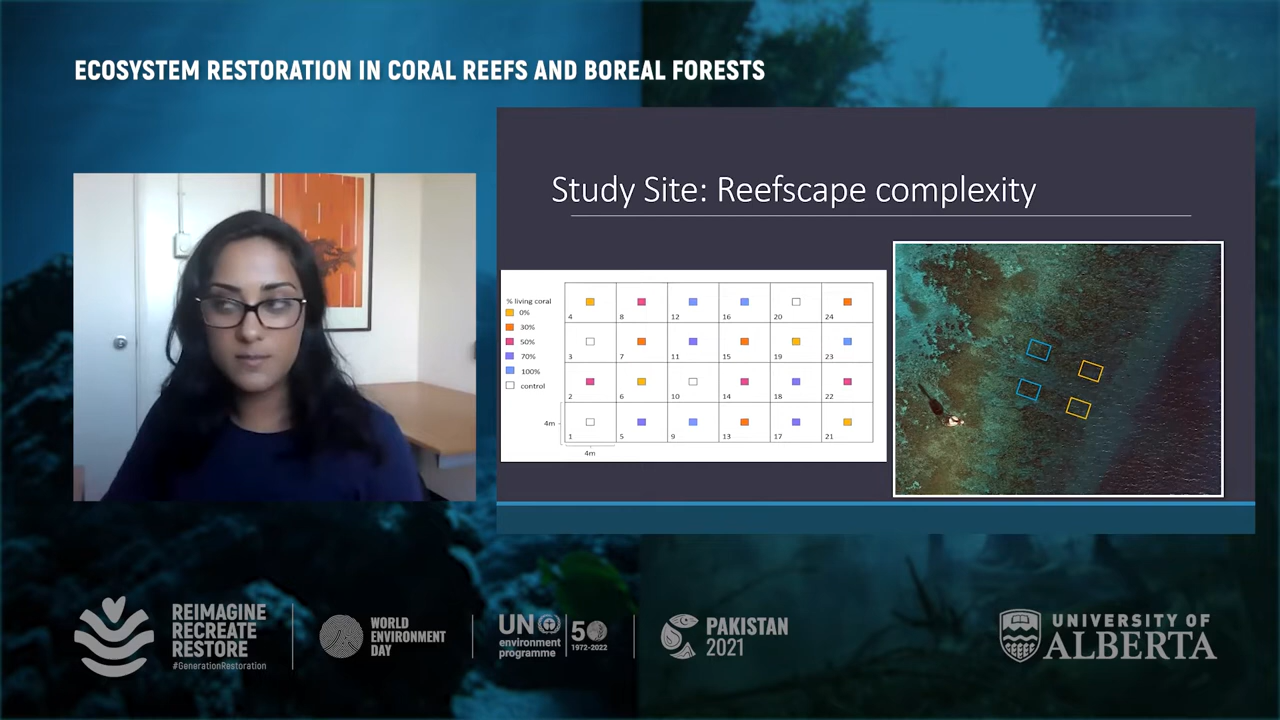 ECOSYSTEM RESTORATION IN CORAL REEFS AND BOREAL FORESTS
Study Site: Reefscape complexity
% living coral
0%
30%
50%
70%
100%
control
4 8 12 16 20 24
3 7 11 15 19 23
2 6 10 14 18 22
4m
1 5 9 13 17 21
4m
REIMAGINE
RECREATE
RESTORE
#GenerationRestoration
WORLD
ENVIRONMENT
DAY
UN
environment
programme
50
1972-2022
PAKISTAN
2021
UNIVERSITY OF
ALBERTA